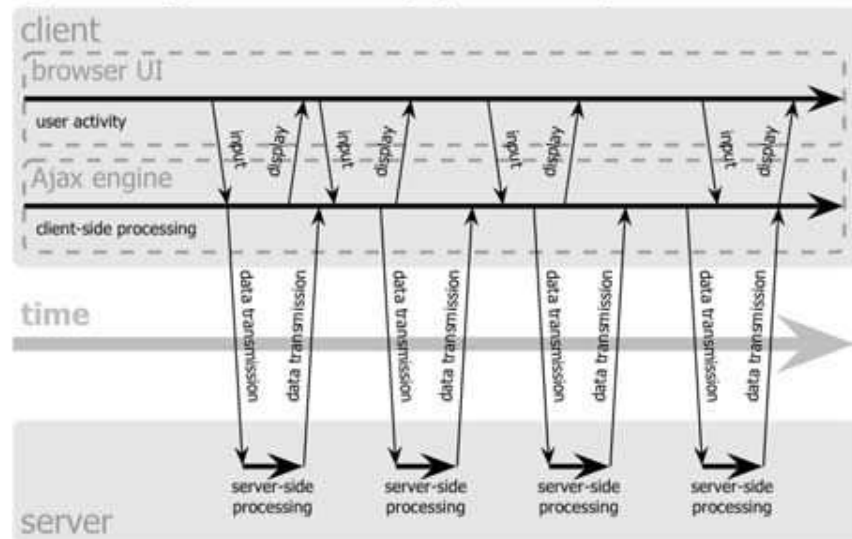 client
browser UI
user activity
input
display
input
display
input
display
input
display
Ajax engine
client-side processing
data transmission
data transmission
data transmission
data transmission
data transmission
data transmission
data transmission
data transmission
time
server-side
processing
server-side
processing
server-side
processing
server-side
processing
server